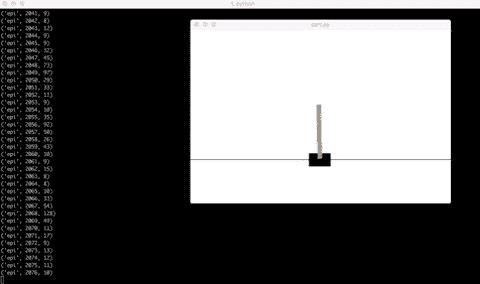 1. python
cart.py
('epi', 2041, 9)
('epi', 2042, 8)
('epi', 2043, 12)
('epi', 2044, 9)
('epi', 2045, 9)
('epi', 2046, 32)
('epi', 2047, 45)
('epi', 2048, 73)
('epi', 2049, 97)
('epi', 2050, 29)
('epi', 2051, 33)
('epi', 2052, 11)
('epi', 2053, 9)
('epi', 2054, 10)
('epi', 2055, 35)
('epi', 2056, 92)
('epi', 2057, 50)
('epi', 2058, 26)
('epi', 2059, 43)
('epi', 2060, 30)
('epi', 2061, 9)
('epi', 2062, 15)
('epi', 2063, 8)
('epi', 2064, 8)
('epi', 2065, 30)
('epi', 2066, 33)
('epi', 2067, 54)
('epi', 2068, 128)
('epi', 2069, 49)
('epi', 2070, 11)
('epi', 2071, 17)
('epi', 2072, 9)
('epi', 2073, 13)
('epi', 2074, 12)
('epi', 2075, 11)
('epi', 2076, 10)